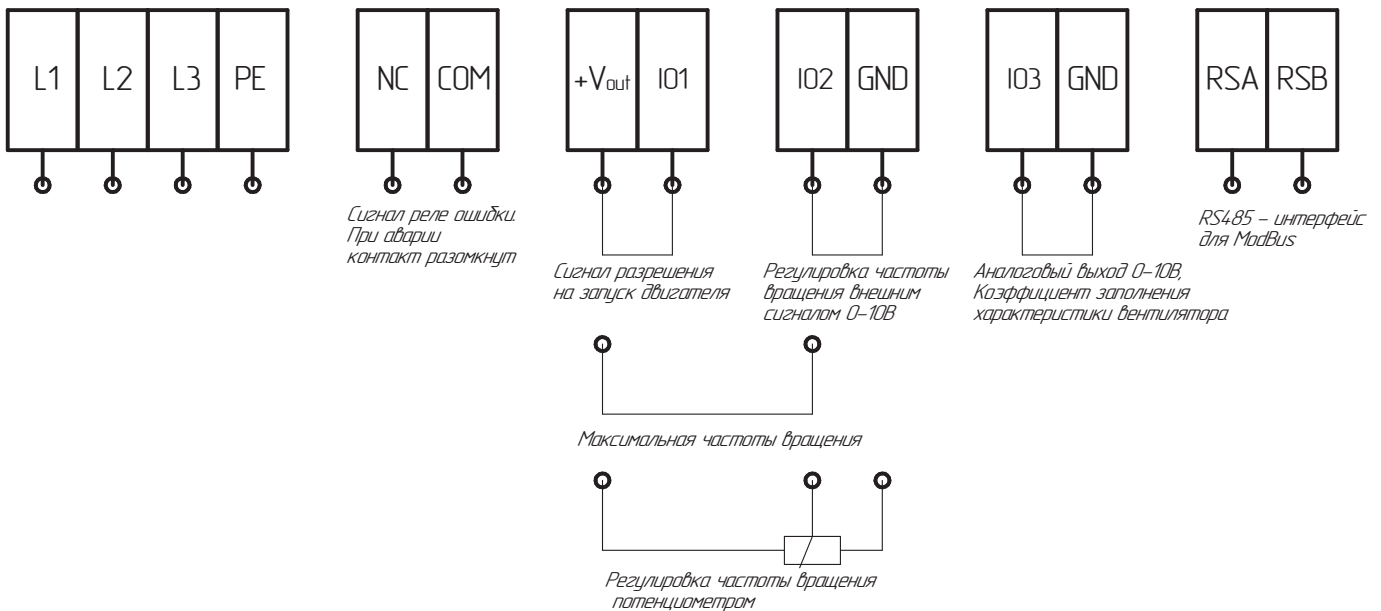 L1 L2 L3 PE NC COM +Vout IO1 IO2 GND IO3 GND RSA RSB
Сигнал реле ошибки.
При аварии
контакт разомкнут
Сигнал разрешения
на запуск двигателя
Регулировка частоты
вращения внешним
сигналом 0-10В
Аналоговый выход 0-10В,
Коэффициент заполнения
характеристики вентилятора
RS485 – интерфейс
для ModBus
Максимальная частоты вращения
Регулировка частоты вращения
потенциометром